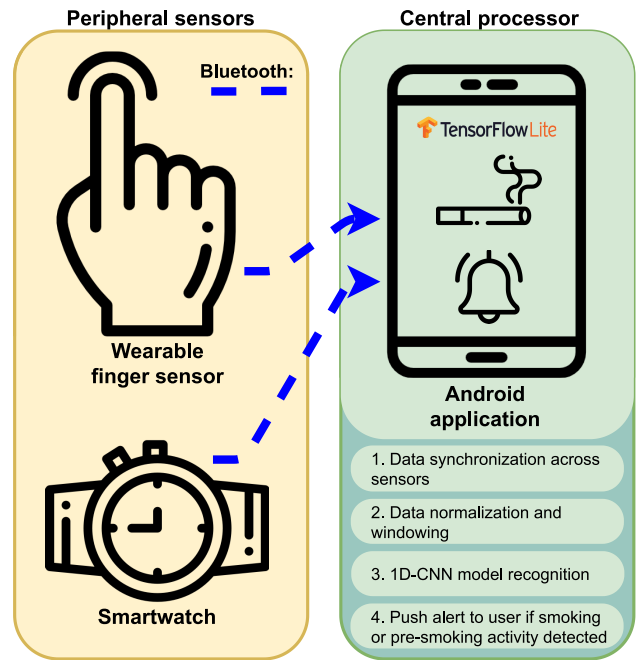 Peripheral sensors
Bluetooth:
Wearable
finger sensor
Smartwatch
Central processor
TensorFlow Lite
Android
application
1. Data synchronization across
sensors
2. Data normalization and
windowing
3. 1D-CNN model recognition
4. Push alert to user if smoking
or pre-smoking activity detected